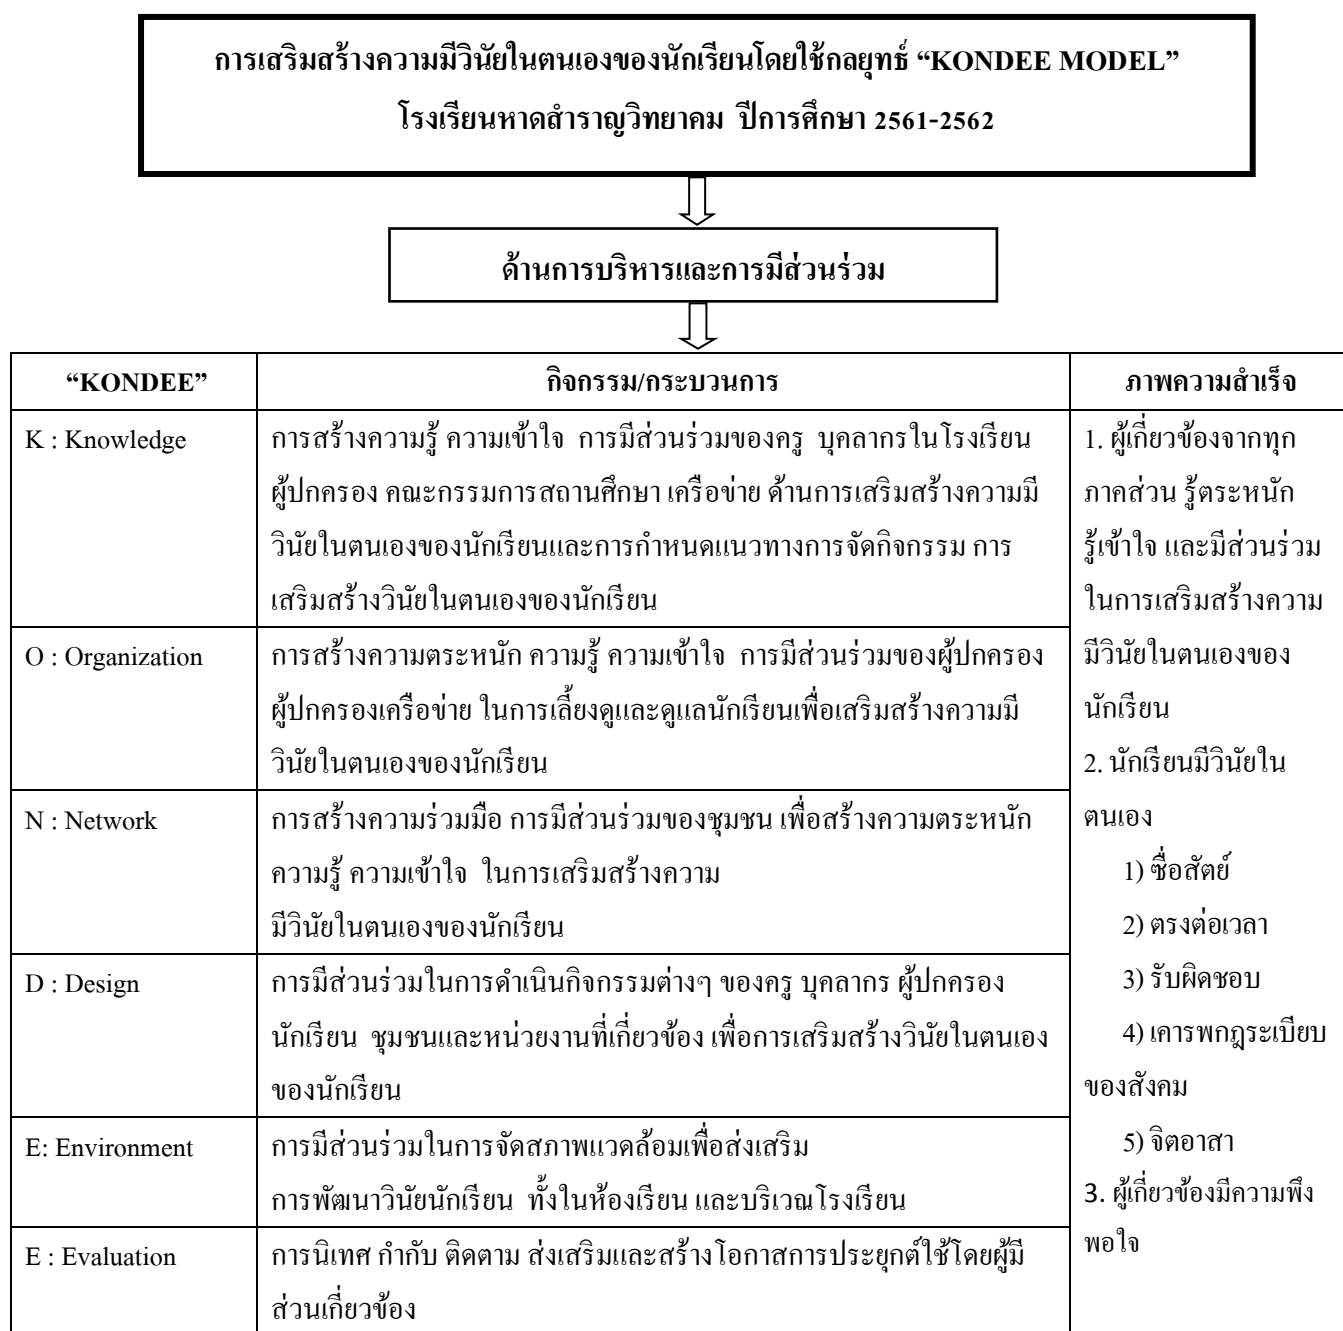 การเสริมสร้างความมีวินัยในตนเองของนักเรียนโดยใช้กลยุทธ์ “KONDEE MODEL”
โรงเรียนหาดสำราญวิทยาคม ปีการศึกษา 2561-2562
ด้านการบริหารและการมีส่วนร่วม
“KONDEE”
กิจกรรม/กระบวนการ
ภาพความสำเร็จ
K : Knowledge
การสร้างความรู้ ความเข้าใจ การมีส่วนร่วมของครู บุคลากรในโรงเรียน
ผู้ปกครอง คณะกรรมการสถานศึกษา เครือข่าย ด้านการเสริมสร้างความมี
วินัยในตนเองของนักเรียนและการกำหนดแนวทางการจัดกิจกรรม การ
เสริมสร้างวินัยในตนเองของนักเรียน
O : Organization
การสร้างความตระหนัก ความรู้ ความเข้าใจ การมีส่วนร่วมของผู้ปกครอง
ผู้ปกครองเครือข่าย ในการเลี้ยงดูและดูแลนักเรียนเพื่อเสริมสร้างความมี
วินัยในตนเองของนักเรียน
N : Network
การสร้างความร่วมมือ การมีส่วนร่วมของชุมชน เพื่อสร้างความตระหนัก
ความรู้ ความเข้าใจ ในการเสริมสร้างความ
มีวินัยในตนเองของนักเรียน
D : Design
การมีส่วนร่วมในการดำเนินกิจกรรมต่างๆ ของครู บุคลากร ผู้ปกครอง
นักเรียน ชุมชนและหน่วยงานที่เกี่ยวข้อง เพื่อการเสริมสร้างวินัยในตนเอง
ของนักเรียน
E: Environment
การมีส่วนร่วมในการจัดสภาพแวดล้อมเพื่อส่งเสริม
การพัฒนาวินัยนักเรียน ทั้งในห้องเรียน และบริเวณโรงเรียน
E : Evaluation
การนิเทศ กำกับ ติดตาม ส่งเสริมและสร้างโอกาสการประยุกต์ใช้โดยผู้มี
ส่วนเกี่ยวข้อง
1. ผู้เกี่ยวข้องจากทุก
ภาคส่วน รู้ตระหนัก
รู้เข้าใจ และมีส่วนร่วม
ในการเสริมสร้างความ
มีวินัยในตนเองของ
นักเรียน
2. นักเรียนมีวินัยใน
ตนเอง
1) ซื่อสัตย์
2) ตรงต่อเวลา
3) รับผิดชอบ
4) เคารพกฎระเบียบ
ของสังคม
5) จิตอาสา
3. ผู้เกี่ยวข้องมีความพึง
พอใจ